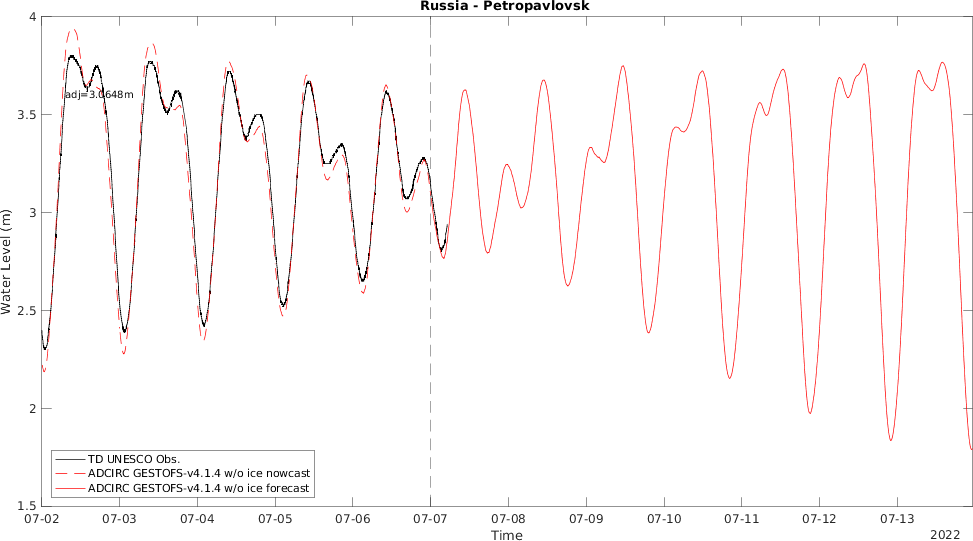 Russia - Petropavlovsk
4
3.5
3
2.5
2
1.5
Water Level (m)
adj=3.0648m
TD UNESCO Obs.
ADCIRC GESTOFS-v4.1.4 w/o ice nowcast
ADCIRC GESTOFS-v4.1.4 w/o ice forecast
07-02 07-03 07-04 07-05 07-06 07-07 07-08 07-09 07-10 07-11 07-12 07-13
Time
2022